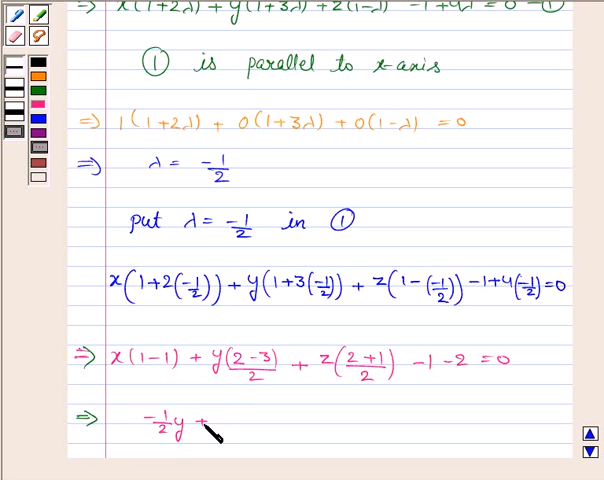 ⇒ x(1+2λ) + y(1+3λ) + z(1-λ) -1+4λ = 0 -①
① is parallel to x-axis
⇒ 1(1+2λ) + 0(1+3λ) + 0(1-λ) = 0
⇒ λ = -1/2
put λ = -1/2 in ①
x(1+2(-1/2)) + y(1+3(-1/2)) + z(1-(-1/2)) -1+4(-1/2)=0
⇒ x(1-1) + y(2-3)/2 + z(2+1/2) -1-2 = 0
⇒ -1/2 y +